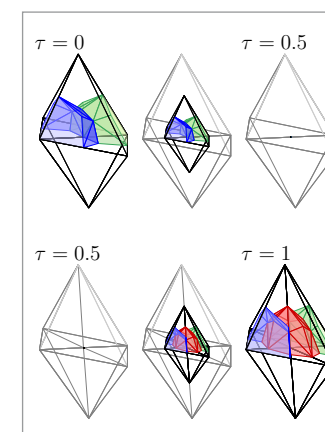 τ = 0
τ = 0.5
τ = 0.5
τ = 1